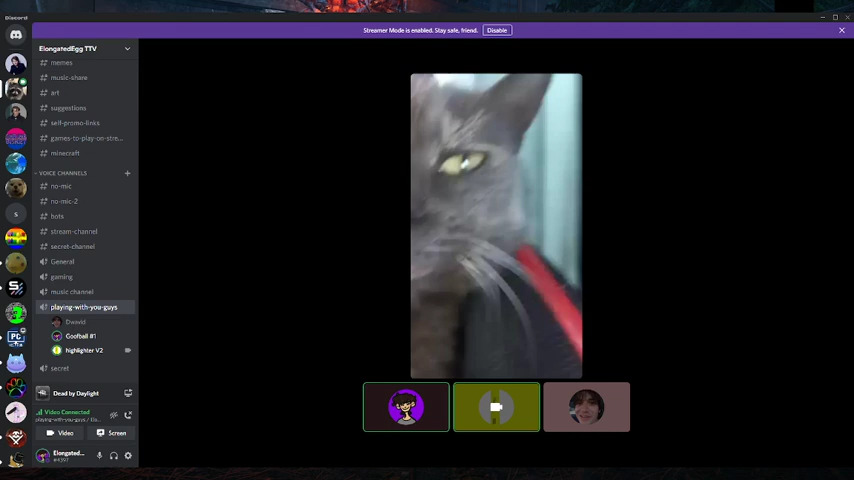 Discord
Streamer Mode is enabled. Stay safe, friend.
Disable
ElongatedEgg TTV
memes
music-share
art
suggestions
self-promo-links
games-to-play-on-stre...
minecraft
VOICE CHANNELS
no-mic
no-mic-2
bots
stream-channel
secret-channel
General
gaming
music channel
playing-with-you-guys
Dwavid
Goofball #1
highlighter V2
secret
Dead by Daylight
Video Connected
playing-with-you-guys
Video
Screen
Elongated...
#4397
S
PC